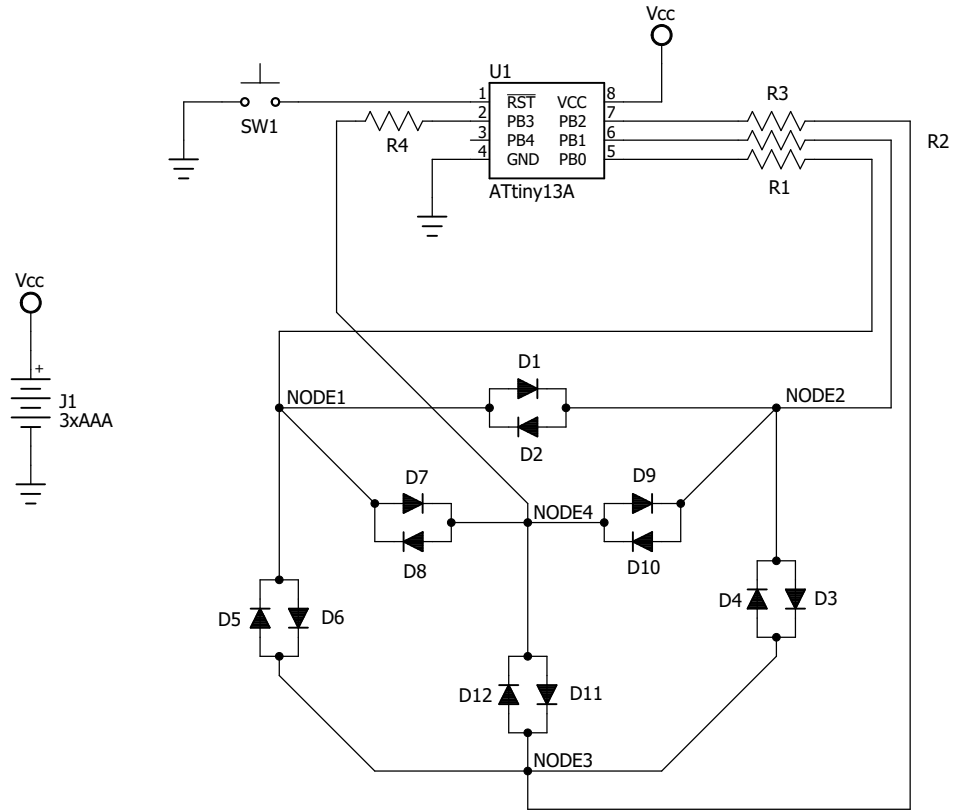 Vcc
U1
1
RST
VCC
8
R3
2
PB3
PB2
7
SW1
R4
3
PB4
PB1
6
R2
4
GND
PB0
5
R1
ATtiny13A
Vcc
+
J1
3xAAA
D1
NODE1
NODE2
D2
D7
D9
NODE4
D8
D10
D5
D6
D4
D3
D12
D11
NODE3